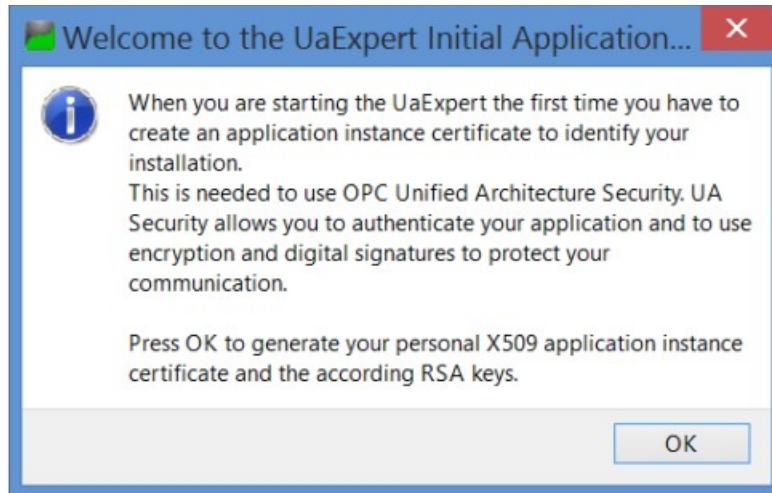 Welcome to the UaExpert Initial Application...
When you are starting the UaExpert the first time you have to
create an application instance certificate to identify your
installation.
This is needed to use OPC Unified Architecture Security. UA
Security allows you to authenticate your application and to use
encryption and digital signatures to protect your
communication.
Press OK to generate your personal X509 application instance
certificate and the according RSA keys.
OK